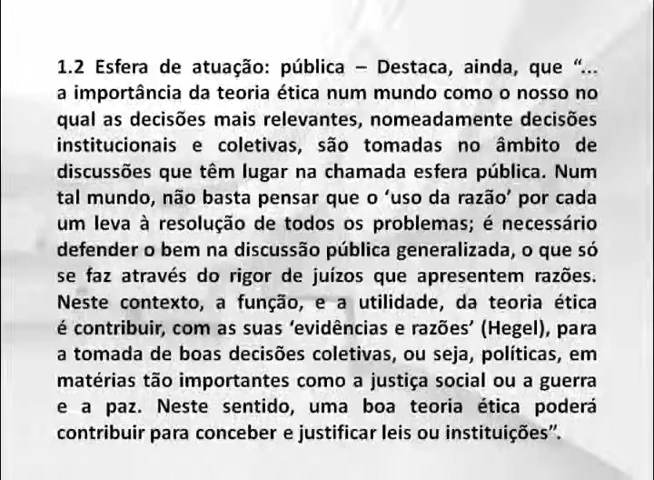 1.2 Esfera de atuação: pública – Destaca, ainda, que “...
a importância da teoria ética num mundo como o nosso no
qual as decisões mais relevantes, nomeadamente decisões
institucionais e coletivas, são tomadas no âmbito de
discussões que têm lugar na chamada esfera pública. Num
tal mundo, não basta pensar que o ‘uso da razão’ por cada
um leva à resolução de todos os problemas; é necessário
defender o bem na discussão pública generalizada, o que só
se faz através do rigor de juízos que apresentem razões.
Neste contexto, a função, e a utilidade, da teoria ética
é contribuir, com as suas ‘evidências e razões’ (Hegel), para
a tomada de boas decisões coletivas, ou seja, políticas, em
matérias tão importantes como a justiça social ou a guerra
e a paz. Neste sentido, uma boa teoria ética poderá
contribuir para conceber e justificar leis ou instituições”.